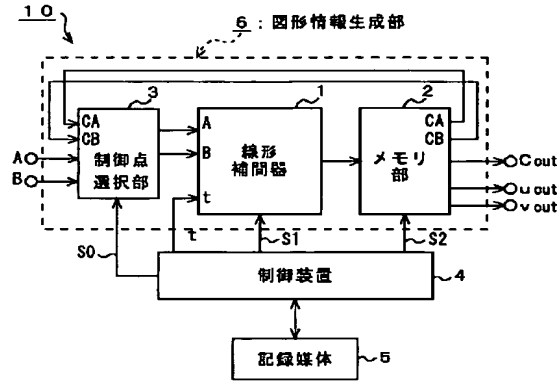 10
6：図形情報生成部
3
1
2
CA
CB
制御点
選択部
A
B
t
線形
補間器
CA
CB
メモリ
部
A
B
Cout
uout
vout
t
S0
S1
S2
制御装置
4
記録媒体
5